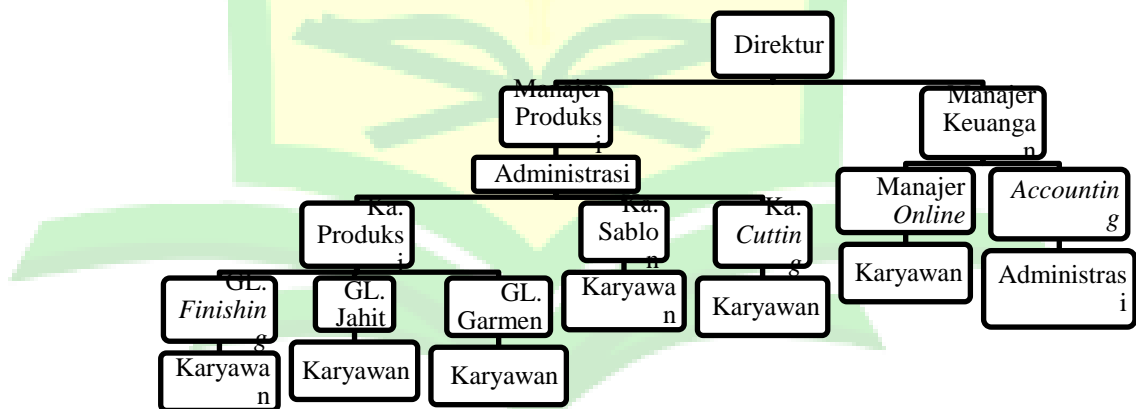 Direktur
Manajer
Produks
i
Manajer
Keuanga
n
Administrasi
Manajer
Online
Accountin
g
Ka.
Produks
i
Ka.
Sablo
n
Ka.
Cuttin
g
Karyawan
Administras
i
GL.
Finishin
g
GL.
Jahit
GL.
Garmen
Karyawa
n
Karyawan
Karyawa
n
Karyawan
Karyawan